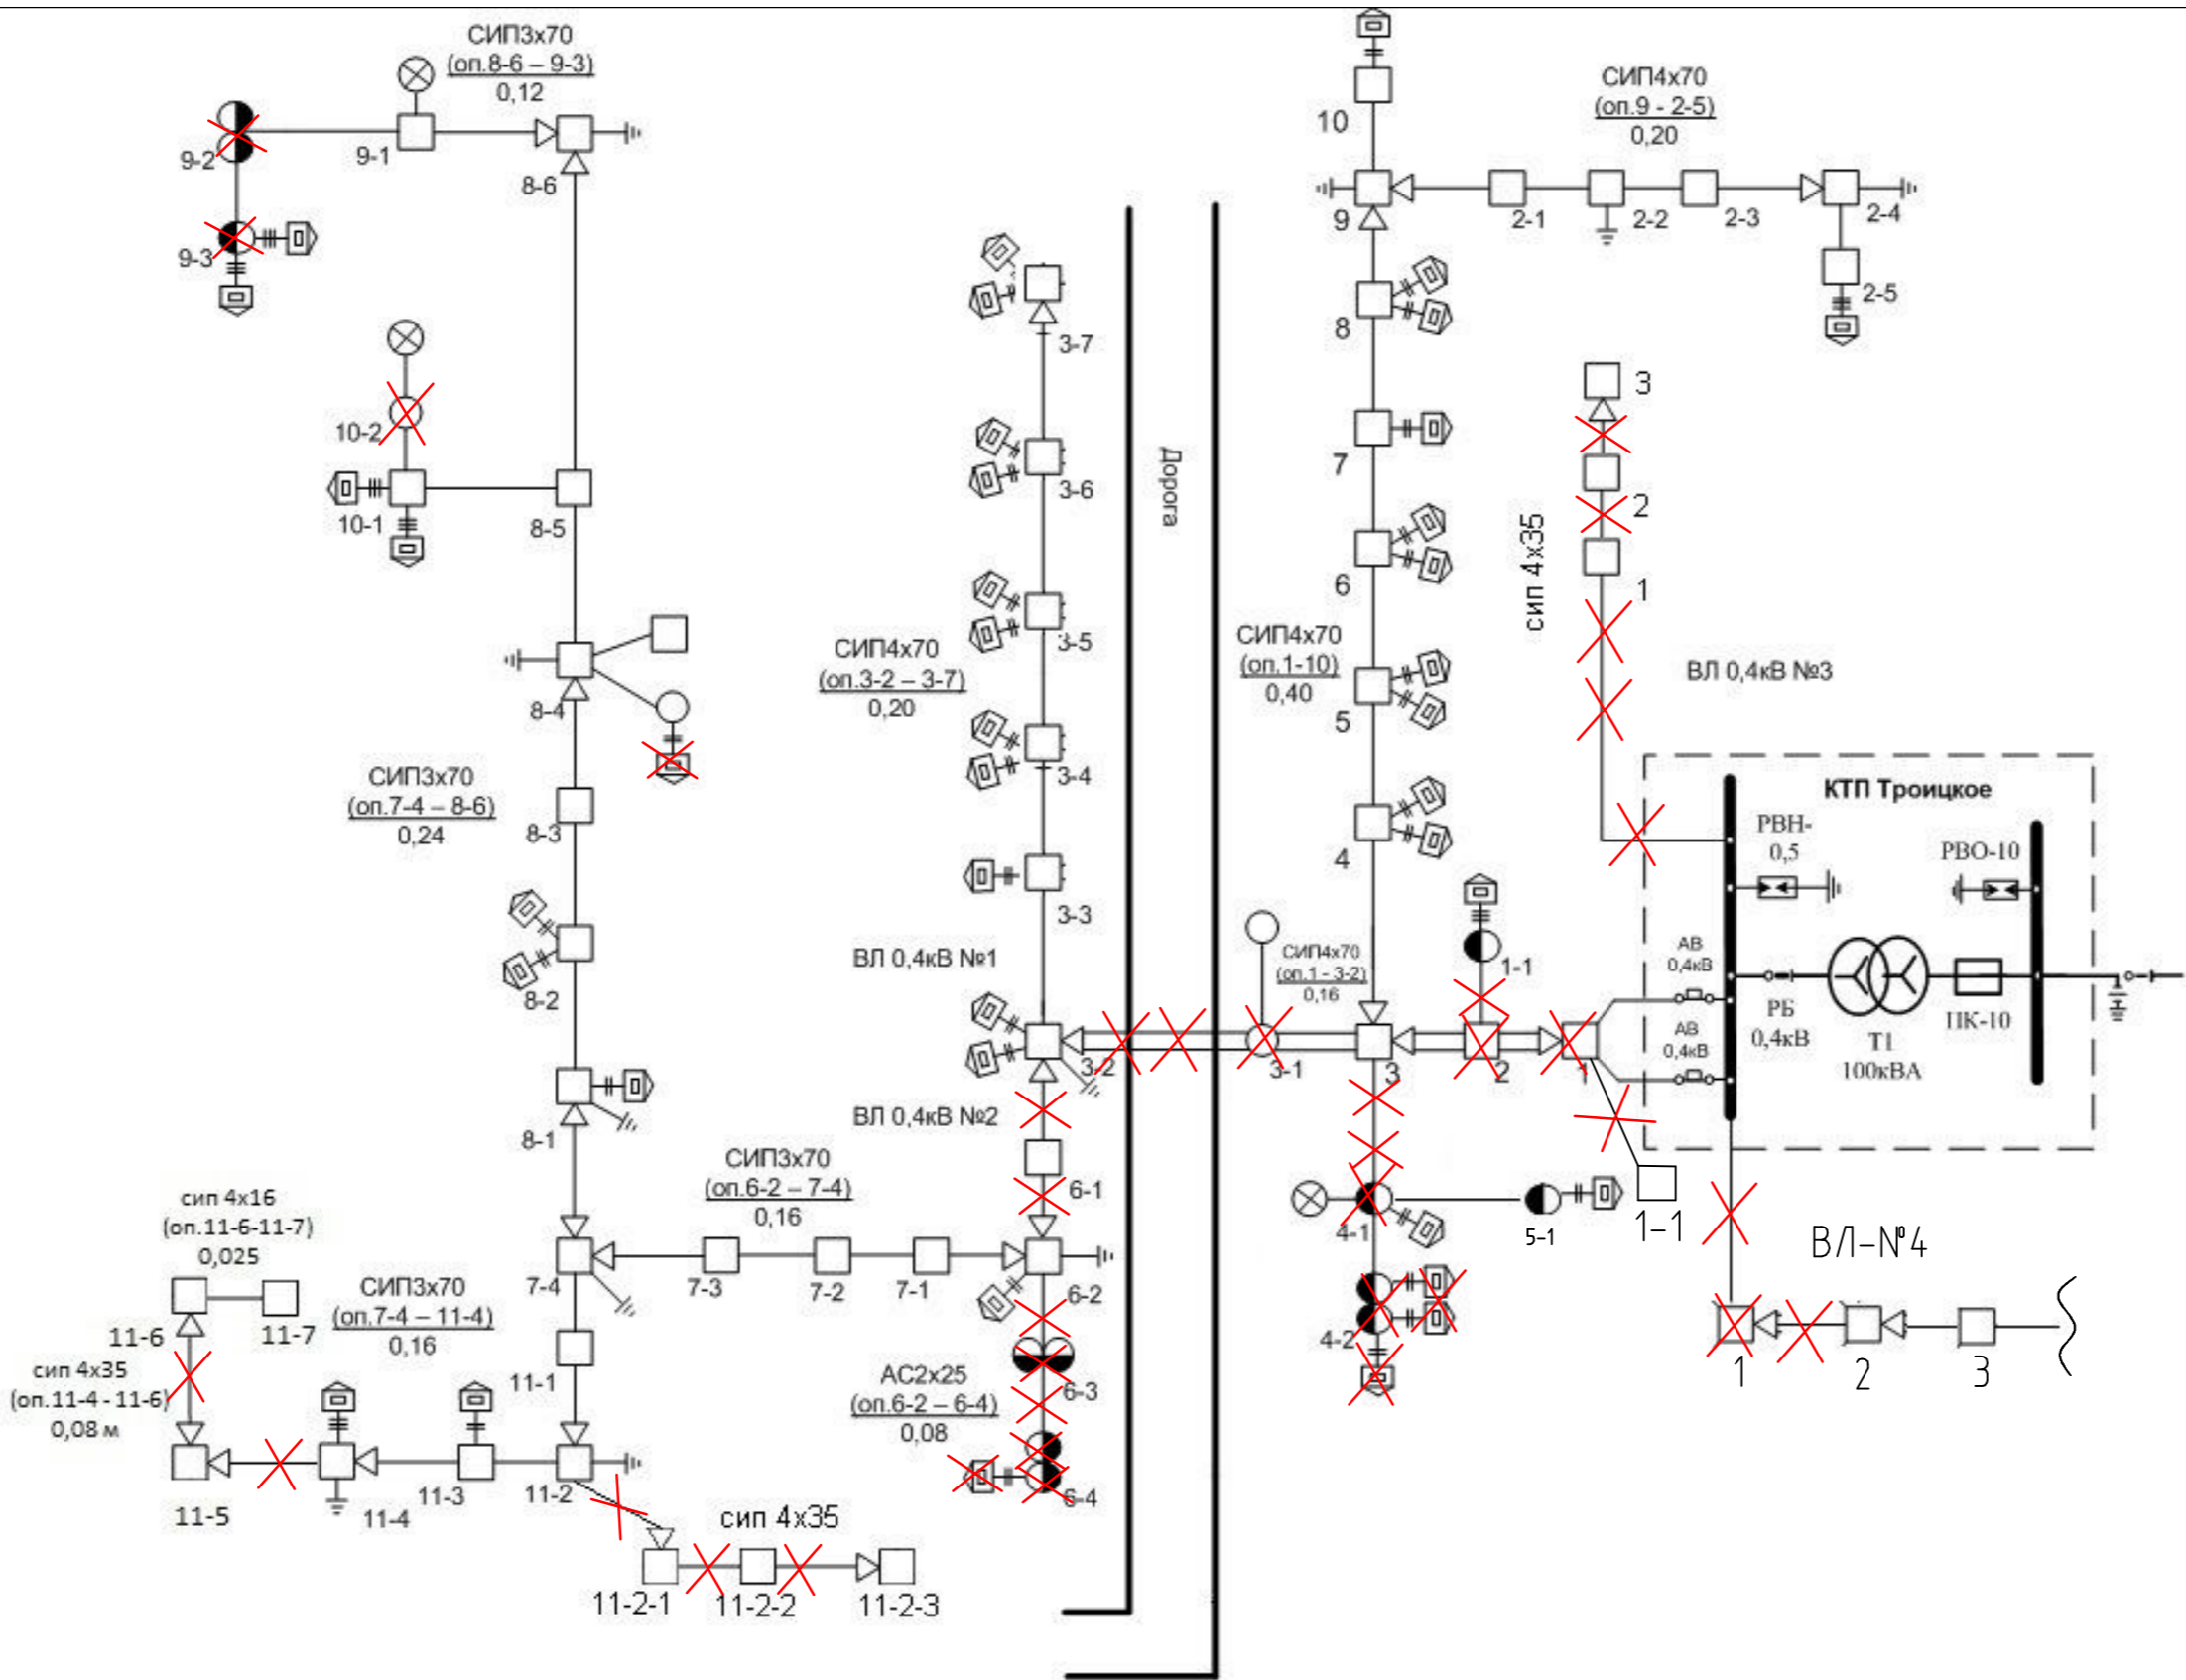 СИП3х70
(оп.8-6 – 9-3)
0,12
9-2
9-1
8-6
9-3
10-2
10-1
8-5
8-4
СИП3х70
(оп.7-4 – 8-6)
0,24
8-3
8-2
8-1
СИП3х70
(оп.6-2 – 7-4)
0,16
7-4
7-3
7-2
7-1
6-2
6-1
сип 4х16
(оп.11-6-11-7)
0,025
11-6
11-7
СИП3х70
(оп.7-4 – 11-4)
0,16
сип 4х35
(оп.11-4 - 11-6)
0,08 м
11-1
11-5
11-4
11-3
11-2
сип 4х35
11-2-1
11-2-2
11-2-3
АС2х25
(оп.6-2 – 6-4)
0,08
6-3
6-4
3-7
3-6
3-5
СИП4х70
(оп.3-2 – 3-7)
0,20
3-4
3-3
ВЛ 0,4кВ №1
3-2
ВЛ 0,4кВ №2
Дорога
10
СИП4х70
(оп.9 - 2-5)
0,20
9
2-1
2-2
2-3
2-4
2-5
8
7
6
СИП4х70
(оп.1-10)
0,40
5
4
СИП4х70
(оп.1 - 3-2)
0,16
3-1
3
2
1
1-1
4-1
5-1
1-1
4-2
3
2
1
сип 4х35
ВЛ 0,4кВ №3
КТП Троицкое
РВН-
0,5
РВО-10
АВ
0,4кВ
АВ
0,4кВ
РБ
0,4кВ
Т1
100кВА
ПК-10
ВЛ-№4
1
2
3